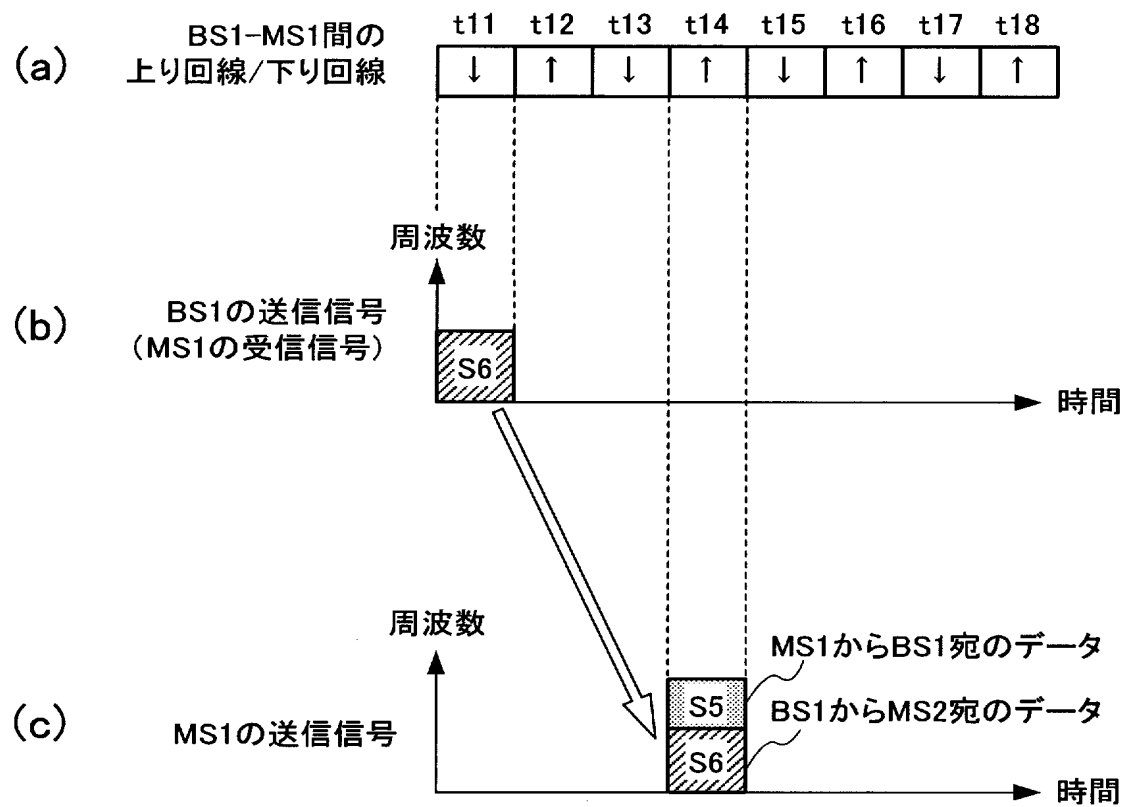 (a)
BS1-MS1間の
上り回線/下り回線
t11 t12 t13 t14 t15 t16 t17 t18
↓ ↑ ↓ ↑ ↓ ↑ ↓ ↑
(b)
BS1の送信信号
(MS1の受信信号)
周波数
S6
時間
(c)
MS1の送信信号
周波数
S5
S6
MS1からBS1宛のデータ
BS1からMS2宛のデータ
時間